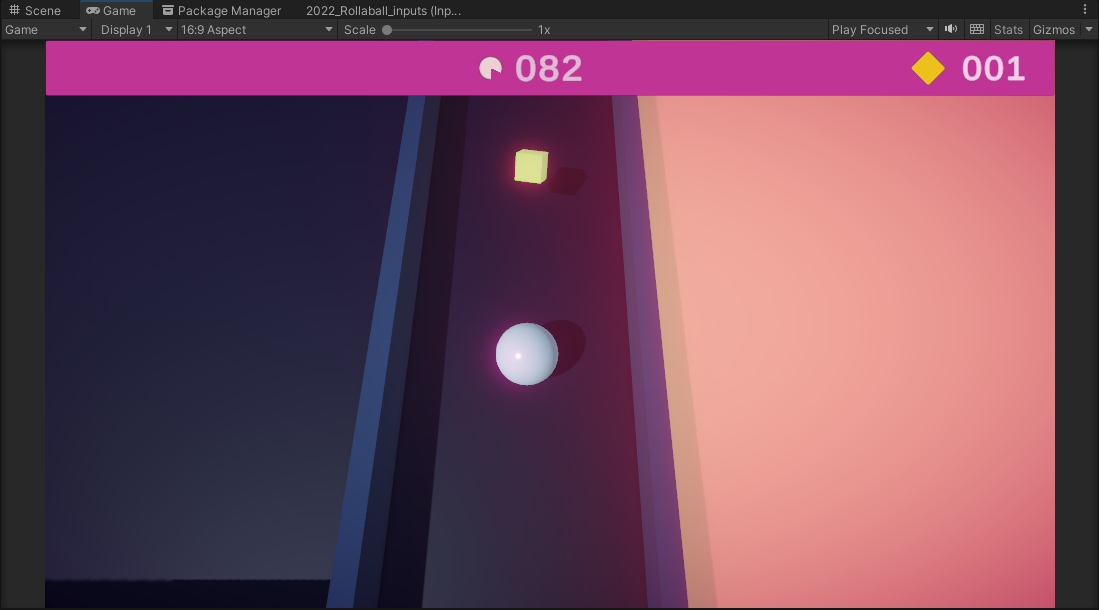 Scene Game Package Manager 2022_Rollaball_inputs (Inp...
Game Display 1 16:9 Aspect Scale 1x Play Focused Stats Gizmos
082 001